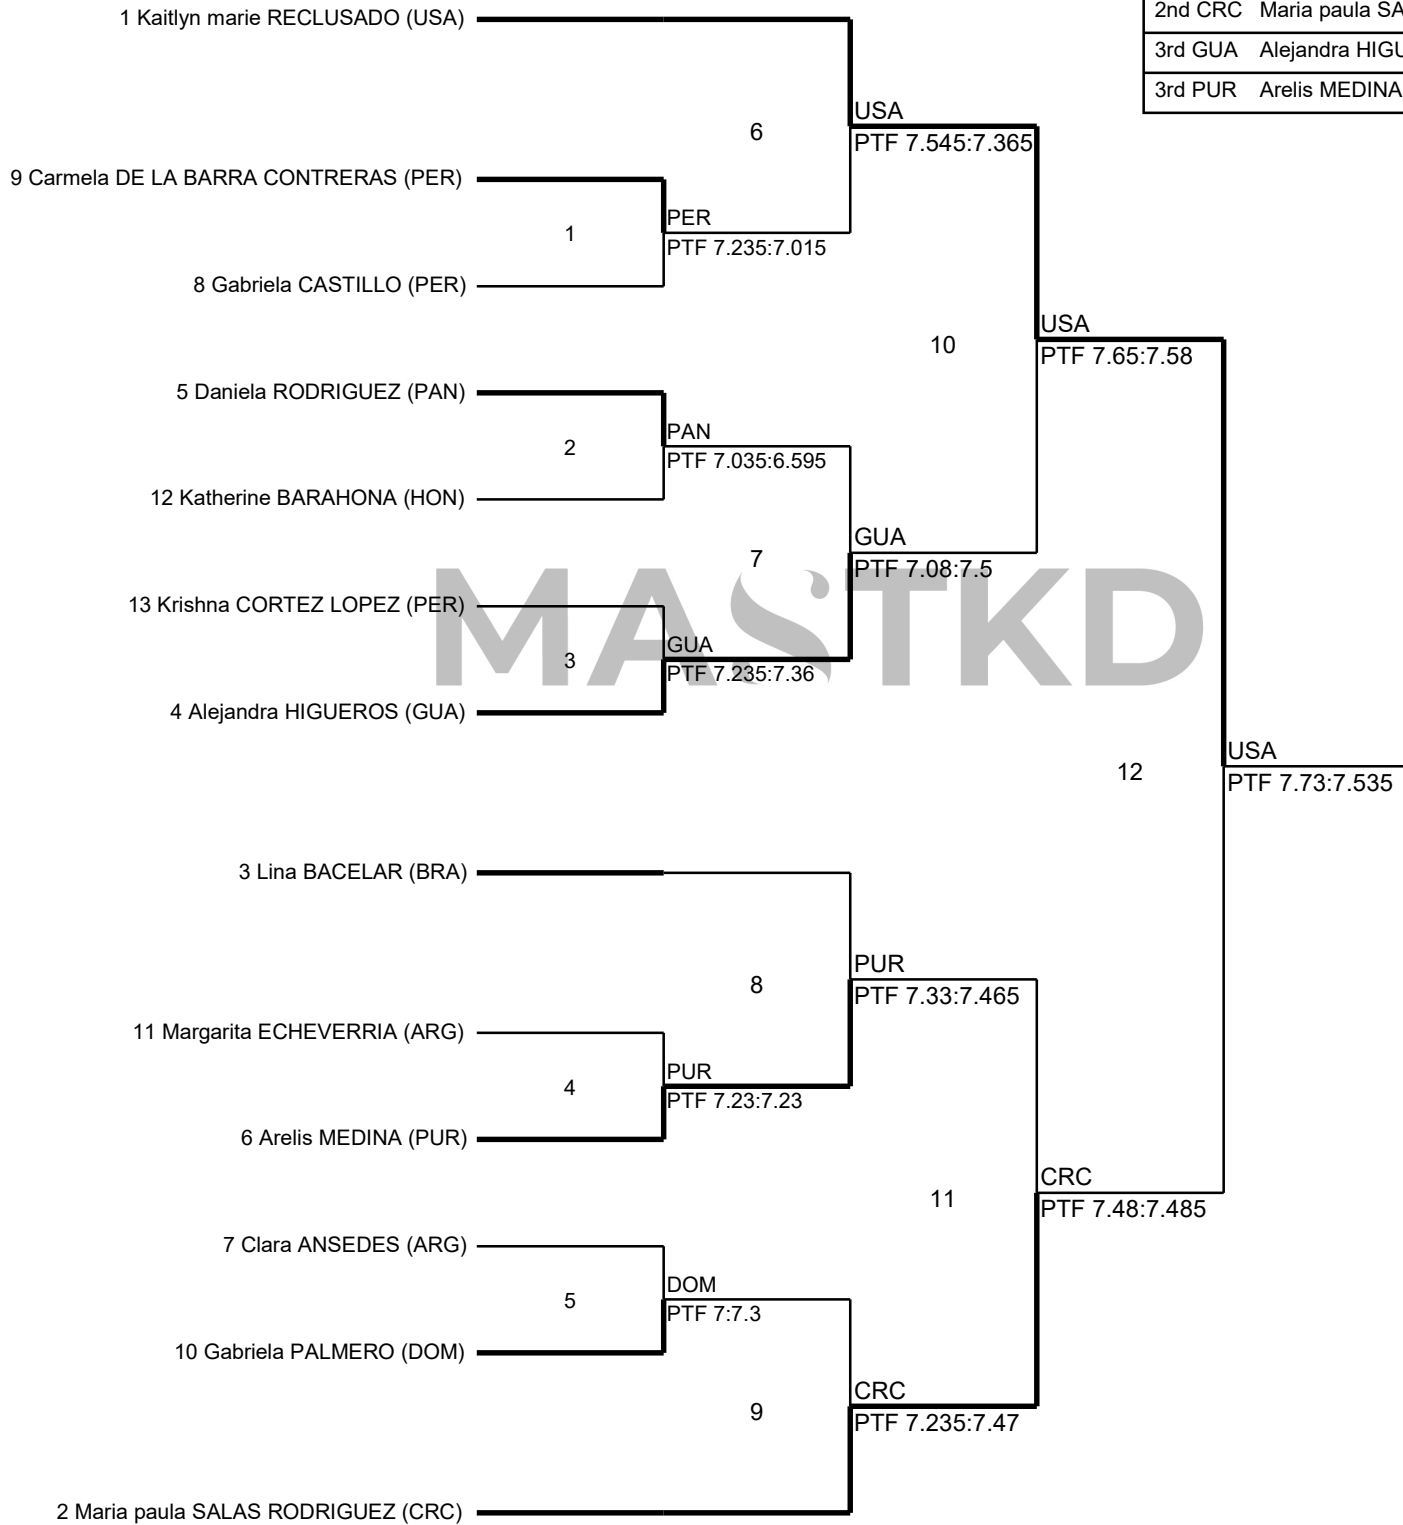 1 Kaitlyn marie RECLUSADO (USA)
2nd CRC Maria paula
3rd GUA Alejandra
3rd PUR Arelis MEDINA
USA
6
PTF 7.545:7.365
9 Carmela DE LA BARRA CONTRERAS (PER)
PER
1
PTF 7.235:7.015
8 Gabriela CASTILLO (PER)
USA
10
PTF 7.65:7.58
5 Daniela RODRIGUEZ (PAN)
PAN
2
PTF 7.035:6.595
12 Katherine BARAHONA (HON)
GUA
7
PTF 7.08:7.5
13 Krishna CORTEZ LOPEZ (PER)
MASTKD
GUA
3
PTF 7.235:7.36
4 Alejandra HIGUEROS (GUA)
USA
12
PTF 7.73:7.535
3 Lina BACELAR (BRA)
PUR
8
PTF 7.33:7.465
11 Margarita ECHEVERRIA (ARG)
PUR
4
PTF 7.23:7.23
6 Arelis MEDINA (PUR)
CRC
11
PTF 7.48:7.485
7 Clara ANSEDES (ARG)
DOM
5
PTF 7:7.3
10 Gabriela PALMERO (DOM)
CRC
9
PTF 7.235:7.47
2 Maria paula SALAS RODRIGUEZ (CRC)